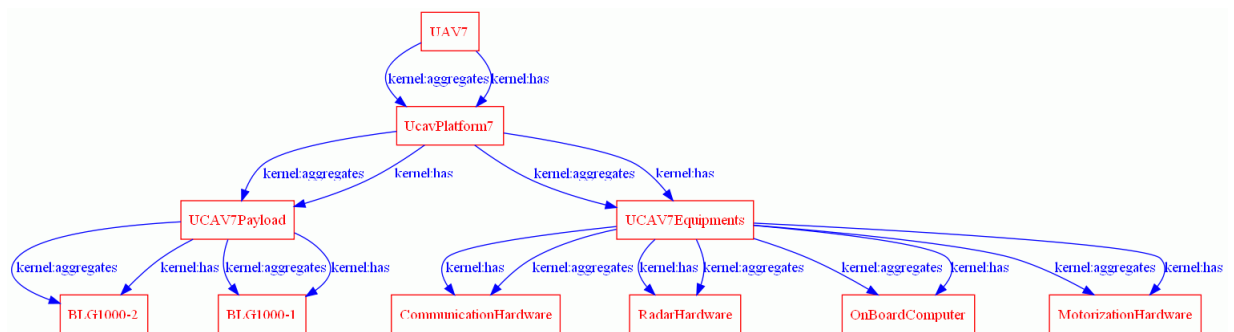 UAV7
kernel:aggregates kernel:has
UcavPlatform7
kernel:aggregates kernel:has kernel:aggregates kernel:has
UCAV7Payload UCAV7Equipments
kernel:aggregates kernel:has kernel:aggregates kernel:has kernel:has kernel:aggregates kernel:has kernel:aggregates kernel:aggregates kernel:has kernel:aggregates kernel:has
BLG1000-2 BLG1000-1 CommunicationHardware RadarHardware OnBoardComputer MotorizationHardware